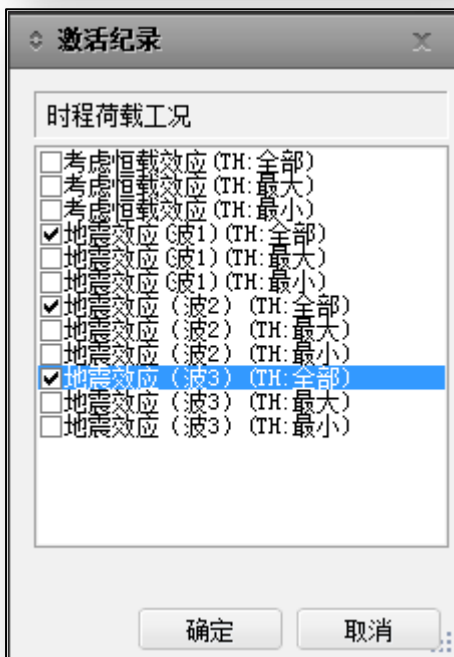 激活纪录
时程荷载工况
考虑恒载效应(TH:全部)
考虑恒载效应(TH:最大)
考虑恒载效应(TH:最小)
地震效应(波1)(TH:全部)
地震效应(波1)(TH:最大)
地震效应(波1)(TH:最小)
地震效应（波2）(TH:全部)
地震效应（波2）(TH:最大)
地震效应（波2）(TH:最小)
地震效应（波3）(TH:全部)
地震效应（波3）(TH:最大)
地震效应（波3）(TH:最小)
确定 取消